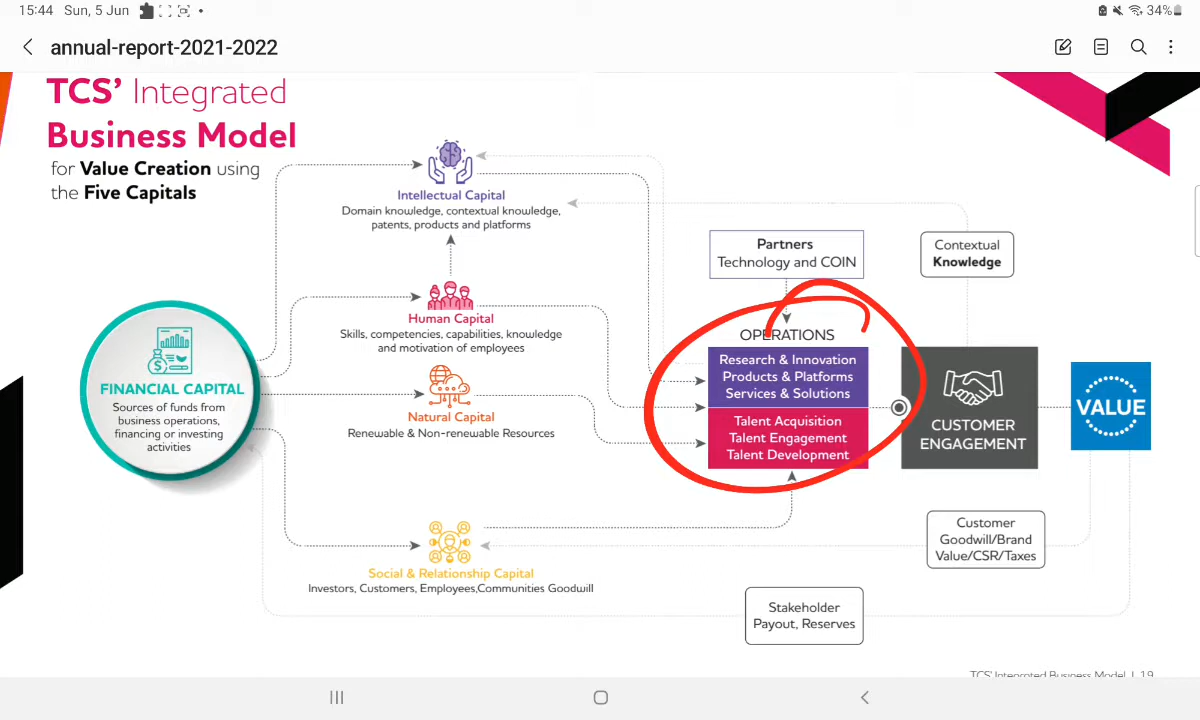 15:44 Sun, 5 Jun
34%
annual-report-2021-2022
TCS’ Integrated
Business Model
for Value Creation using
the Five Capitals
Intellectual Capital
Domain knowledge, contextual knowledge,
patents, products and platforms
Human Capital
Skills, competencies, capabilities, knowledge
and motivation of employees
Natural Capital
Renewable & Non-renewable Resources
FINANCIAL CAPITAL
Sources of funds from
business operations,
financing or investing
activities
Social & Relationship Capital
Investors, Customers, Employees,Communities Goodwill
Partners
Technology and COIN
OPERATIONS
Research & Innovation
Products & Platforms
Services & Solutions
Talent Acquisition
Talent Engagement
Talent Development
Contextual
Knowledge
CUSTOMER
ENGAGEMENT
VALUE
Customer
Goodwill/Brand
Value/CSR/Taxes
Stakeholder
Payout, Reserves
TCS' Integrated Business Model | 19